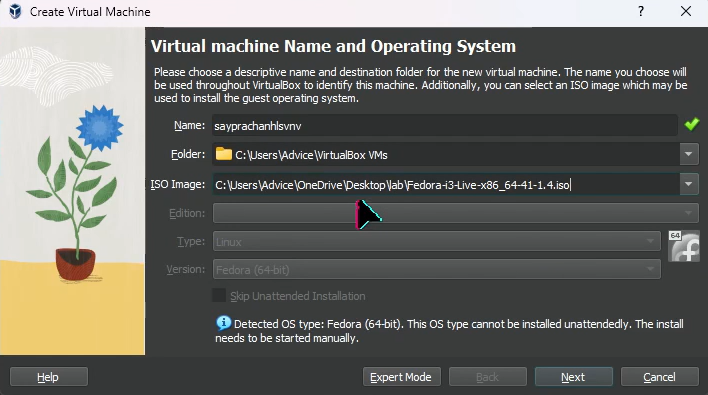 Create Virtual Machine
?
Virtual machine Name and Operating System
Please choose a descriptive name and destination folder for the new virtual machine. The name you choose will
be used throughout VirtualBox to identify this machine. Additionally, you can select an ISO image which may be
used to install the guest operating system.
Name: sayprachanhlsvnv
Folder: C:\Users\Advice\VirtualBox VMs
ISO Image: C:\Users\Advice\OneDrive\Desktop\lab\Fedora-i3-Live-x86_64-41-1.4.iso
Edition:
Type: Linux
64
Version: Fedora (64-bit)
Skip Unattended Installation
Detected OS type: Fedora (64-bit). This OS type cannot be installed unattendedly. The install
needs to be started manually.
Help Expert Mode Back Next Cancel